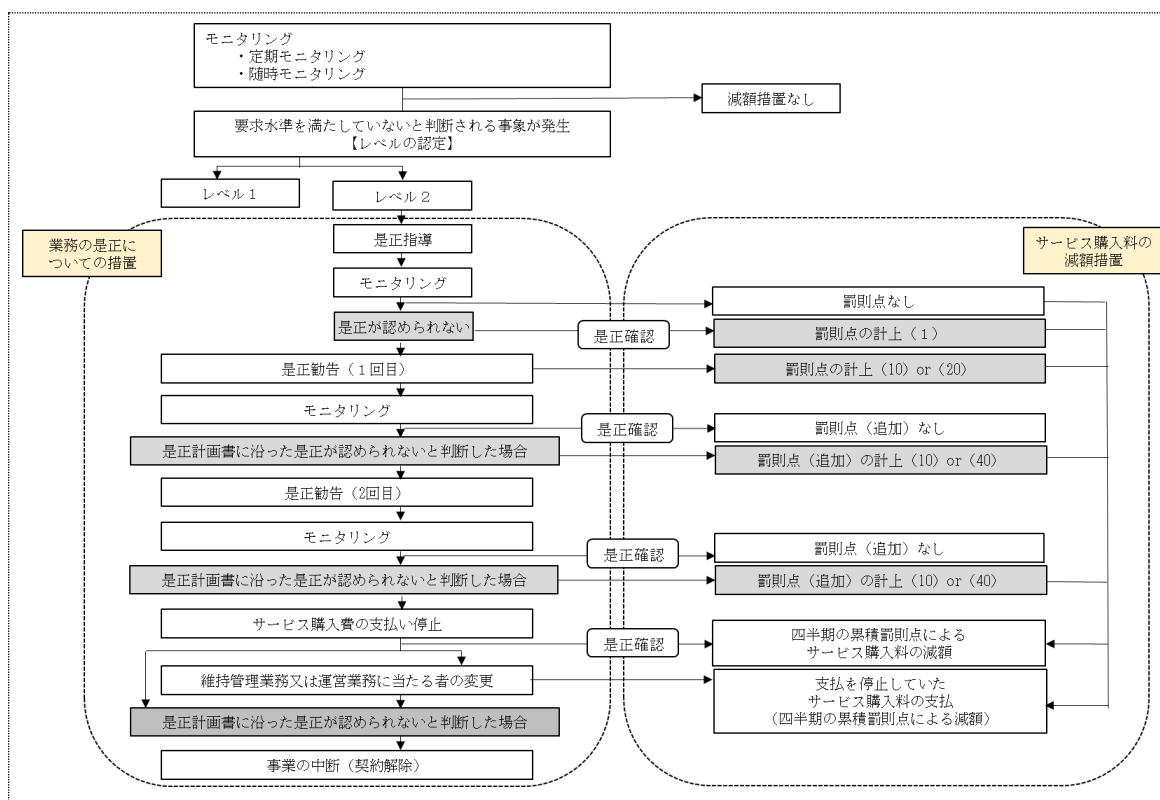 モニタリング
・定期モニタリング
・随時モニタリング
減額措置なし
要求水準を満たしていないと判断される事象が発生
【レベルの認定】
レベル１
レベル２
業務の是正に
ついての措置
サービス購入料の
減額措置
是正指導
モニタリング
罰則点なし
是正が認められない
是正確認
罰則点の計上（１）
是正勧告（１回目）
罰則点の計上（10）or（20）
モニタリング
是正確認
罰則点（追加）なし
是正計画書に沿った是正が認められないと判断した場合
罰則点（追加）の計上（10）or（40）
是正勧告（2回目）
モニタリング
是正確認
罰則点（追加）なし
是正計画書に沿った是正が認められないと判断した場合
罰則点（追加）の計上（10）or（40）
サービス購入費の支払い停止
是正確認
四半期の累積罰則点による
サービス購入料の減額
維持管理業務又は運営業務に当たる者の変更
支払を停止していた
サービス購入料の支払
（四半期の累積罰則点による減額）
是正計画書に沿った是正が認められないと判断した場合
事業の中断（契約解除）